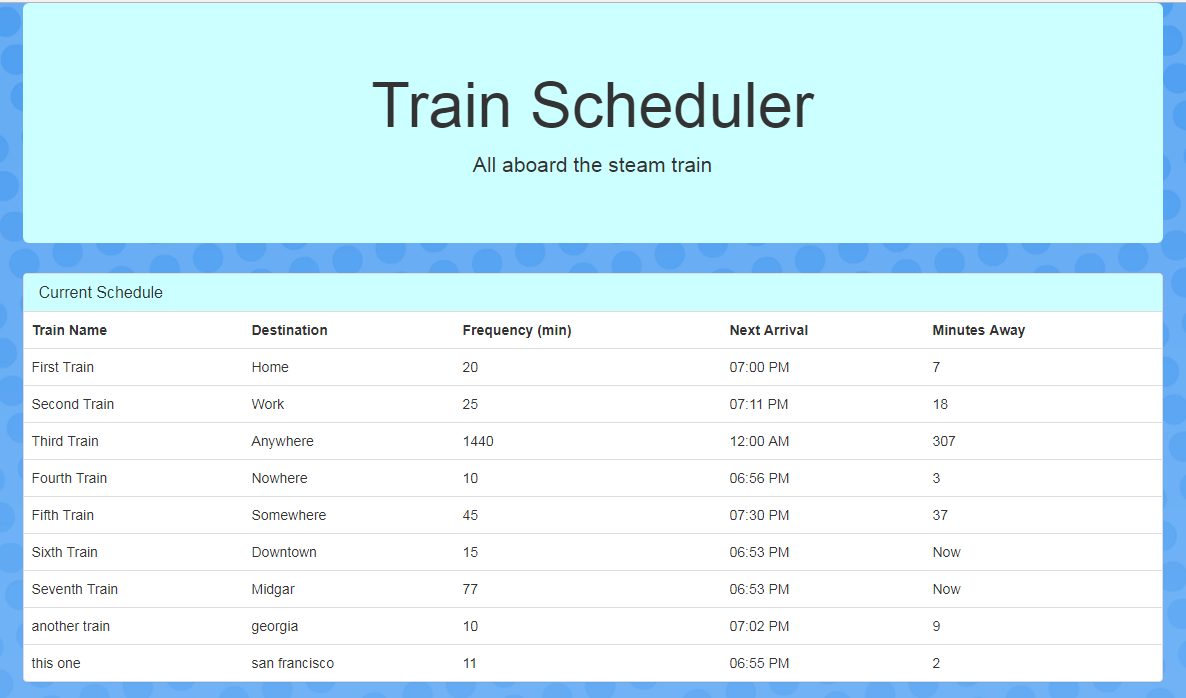 Train Scheduler
All aboard the steam train
Current Schedule
Train Name Destination Frequency (min) Next Arrival Minutes Away
First Train Home 20 07:00 PM 7
Second Train Work 25 07:11 PM 18
Third Train Anywhere 1440 12:00 AM 307
Fourth Train Nowhere 10 06:56 PM 3
Fifth Train Somewhere 45 07:30 PM 37
Sixth Train Downtown 15 06:53 PM Now
Seventh Train Midgar 77 06:53 PM Now
another train georgia 10 07:02 PM 9
this one san francisco 11 06:55 PM 2